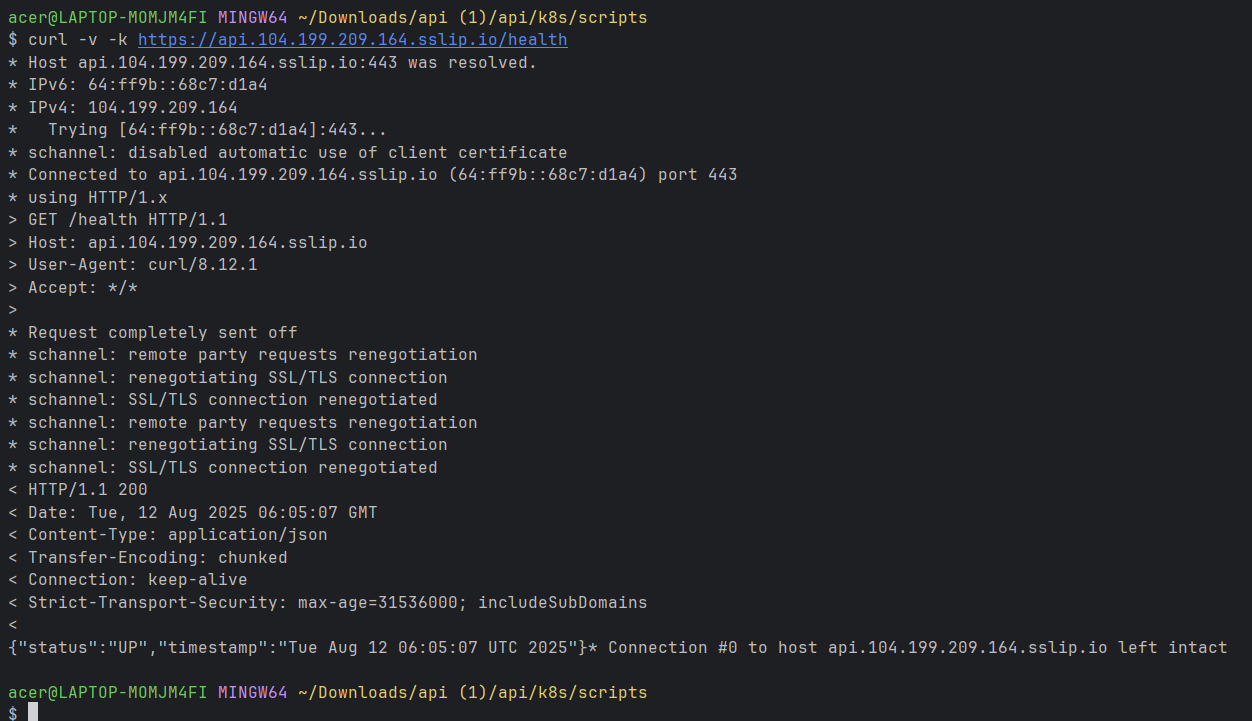 acer@LAPTOP-MOMJM4FI MINGW64 ~/Downloads/api (1)/api/k8s/scripts
$ curl -v -k https://api.104.199.209.164.sslip.io/health
* Host api.104.199.209.164.sslip.io:443 was resolved.
* IPv6: 64:ff9b::68c7:d1a4
* IPv4: 104.199.209.164
*   Trying [64:ff9b::68c7:d1a4]:443...
* schannel: disabled automatic use of client certificate
* Connected to api.104.199.209.164.sslip.io (64:ff9b::68c7:d1a4) port 443
* using HTTP/1.x
> GET /health HTTP/1.1
> Host: api.104.199.209.164.sslip.io
> User-Agent: curl/8.12.1
> Accept: */*
>
* Request completely sent off
* schannel: remote party requests renegotiation
* schannel: renegotiating SSL/TLS connection
* schannel: SSL/TLS connection renegotiated
* schannel: remote party requests renegotiation
* schannel: renegotiating SSL/TLS connection
* schannel: SSL/TLS connection renegotiated
< HTTP/1.1 200
< Date: Tue, 12 Aug 2025 06:05:07 GMT
< Content-Type: application/json
< Transfer-Encoding: chunked
< Connection: keep-alive
< Strict-Transport-Security: max-age=31536000; includeSubDomains
<
{"status":"UP","timestamp":"Tue Aug 12 06:05:07 UTC 2025"}* Connection #0 to host api.104.199.209.164.sslip.io left intact
acer@LAPTOP-MOMJM4FI MINGW64 ~/Downloads/api (1)/api/k8s/scripts
$